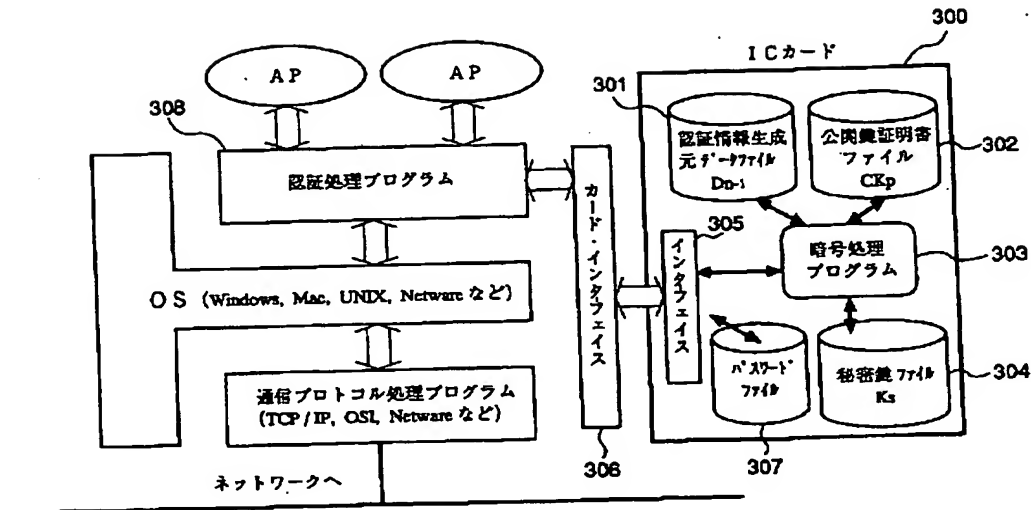 300
ICカード
AP
AP
308
301
認証情報生成
元データファイル
Dn-i
公開鍵証明書
ファイル
CKp
302
認証処理プログラム
カード・インタフェイス
305
インタフェイス
暗号処理
プログラム
303
OS (Windows, Mac, UNIX, Netware など)
通信プロトコル処理プログラム
(TCP / IP, OSI, Netware など)
パスワード
ファイル
秘密鍵ファイル
Ks
304
306
307
ネットワークへ